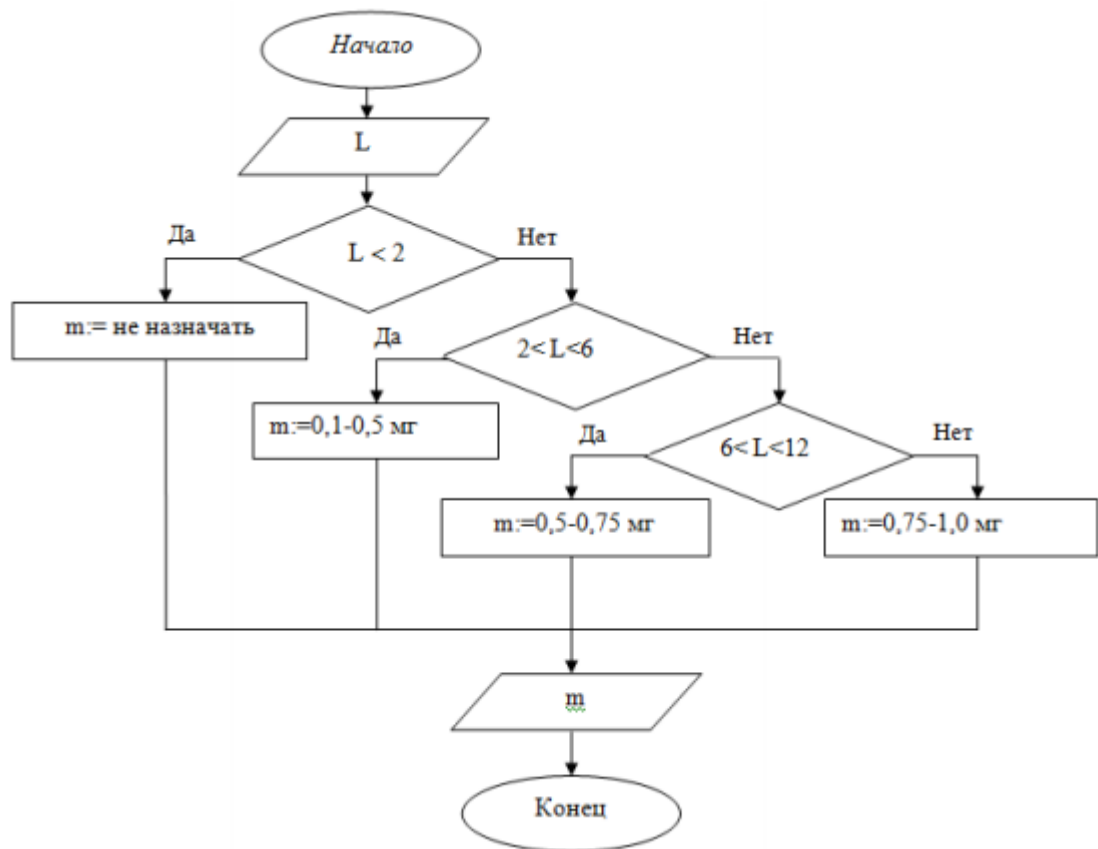 Начало
L
Да
Нет
L < 2
m:= не назначать
Да
2< L<6
Нет
m:=0,1-0,5 мг
Да
6< L<12
Нет
m:=0,5-0,75 мг
m:=0,75-1,0 мг
m
Конец